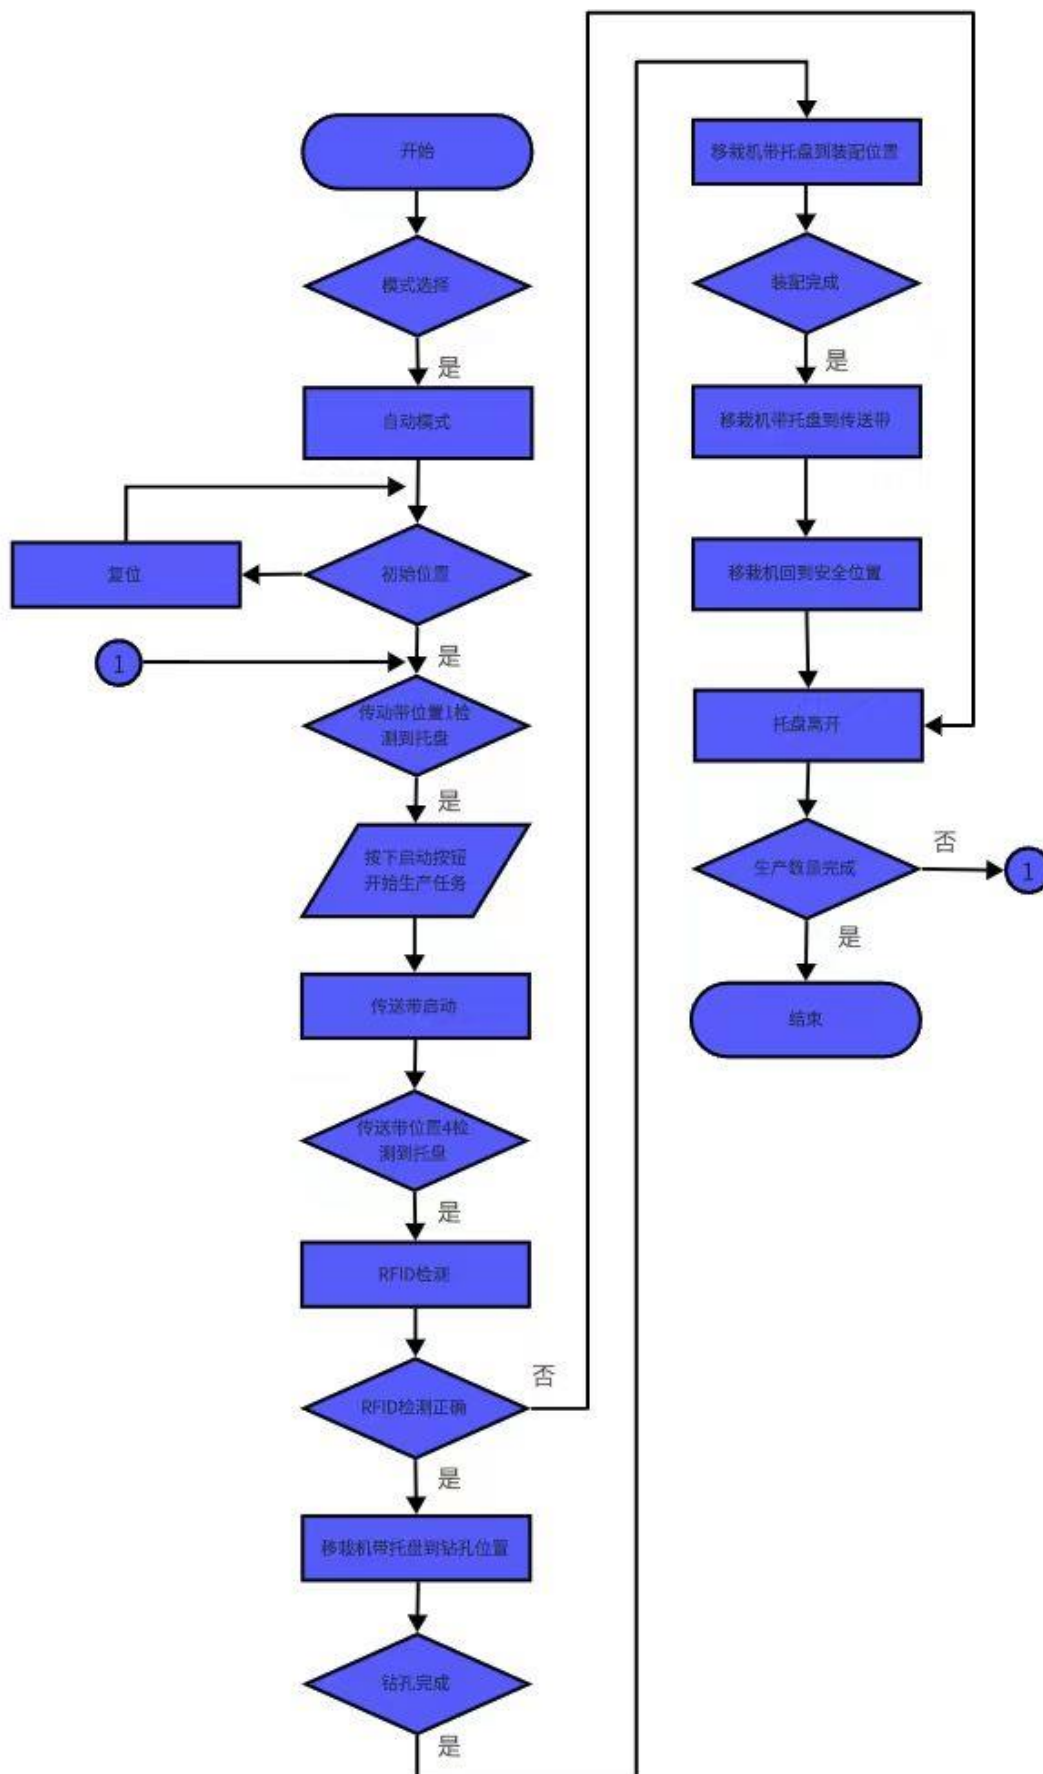 开始
模式选择
是
自动模式
初始位置
复位
是
1
传动带位置1检
测到托盘
是
按下启动按钮
开始生产任务
传送带启动
传送带位置4检
测到托盘
是
RFID检测
RFID检测正确
否
是
移栽机带托盘到钻孔位置
钻孔完成
是
移栽机带托盘到装配位置
装配完成
是
移栽机带托盘到传送带
移栽机回到安全位置
托盘离开
生产数量完成
否
1
是
结束